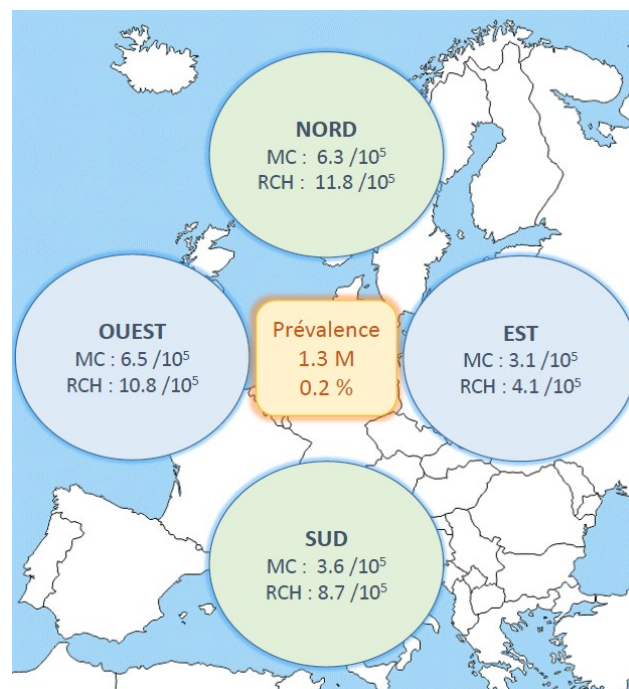 NORD
MC : 6.3 /10⁵
RCH : 11.8 /10⁵
OUEST
MC : 6.5 /10⁵
RCH : 10.8 /10⁵
Prévalence
1.3 M
0.2 %
EST
MC : 3.1 /10⁵
RCH : 4.1 /10⁵
SUD
MC : 3.6 /10⁵
RCH : 8.7 /10⁵